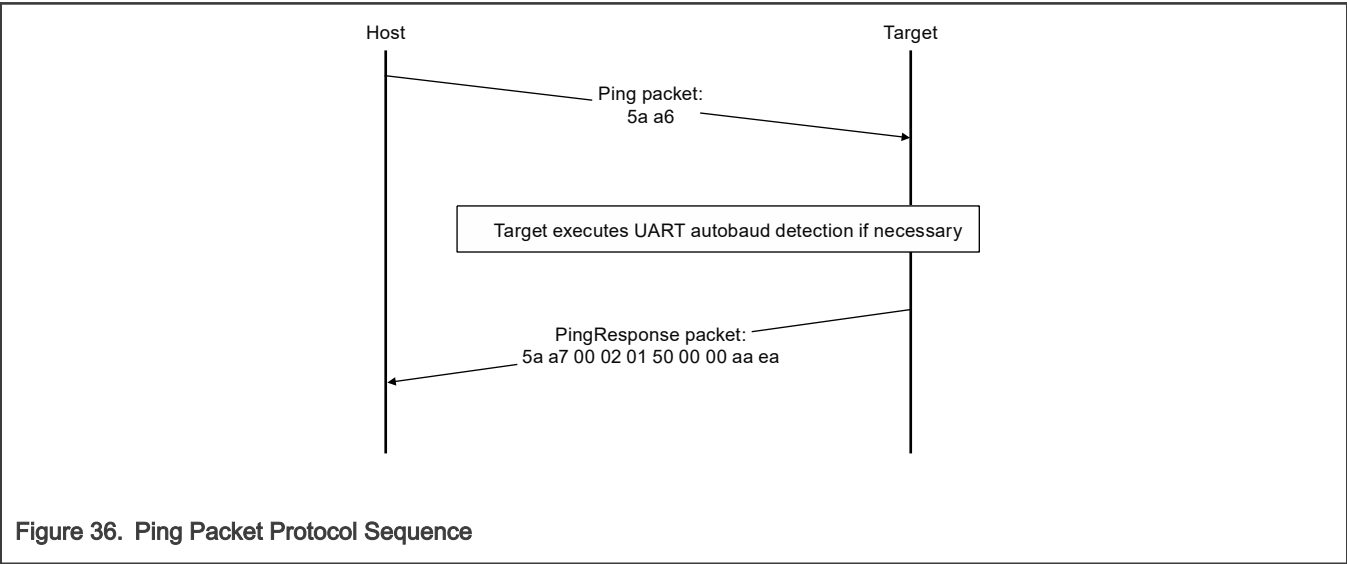 Host
Target
Ping packet:
5a a6
Target executes UART autobaud detection if necessary
PingResponse packet:
5a a7 00 02 01 50 00 00 aa ea
Figure 36. Ping Packet Protocol Sequence